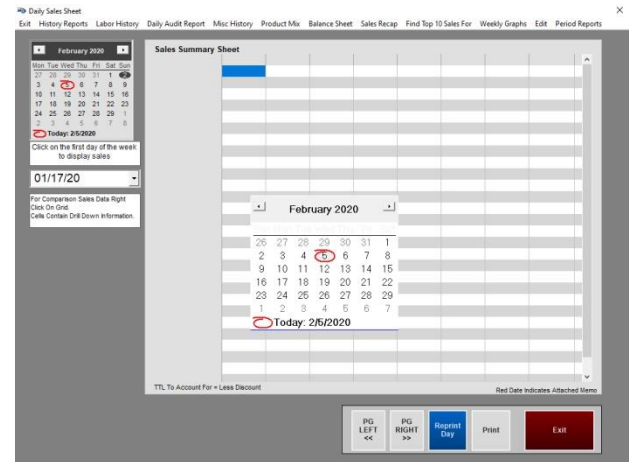 Daily Sales Sheet
Exit History Reports Labor History Daily Audit Report Misc History Product Mix Balance Sheet Sales Recap Find Top 10 Sales For Weekly Graphs Edit Period Reports
February 2020
Mon Tue Wed Thu Fri Sat Sun
27 28 29 30 31 1 2
3 4 5 6 7 8 9
10 11 12 13 14 15 16
17 18 19 20 21 22 23
24 25 26 27 28 29 1
2 3 4 5 6 7 8
Today: 2/5/2020
Click on the first day of the week
to display sales
01/17/20
For Comparison Sales Data Right
Click On Grid.
Cells Contain Drill Down Information.
Sales Summary Sheet
February 2020
26 27 28 29 30 31 1
2 3 4 5 6 7 8
9 10 11 12 13 14 15
16 17 18 19 20 21 22
23 24 25 26 27 28 29
1 2 3 4 5 6 7
Today: 2/5/2020
TTL To Account For = Less Discount
Red Date Indicates Attached Memo
PG
LEFT
<<
PG
RIGHT
>>
Reprint
Day
Print
Exit